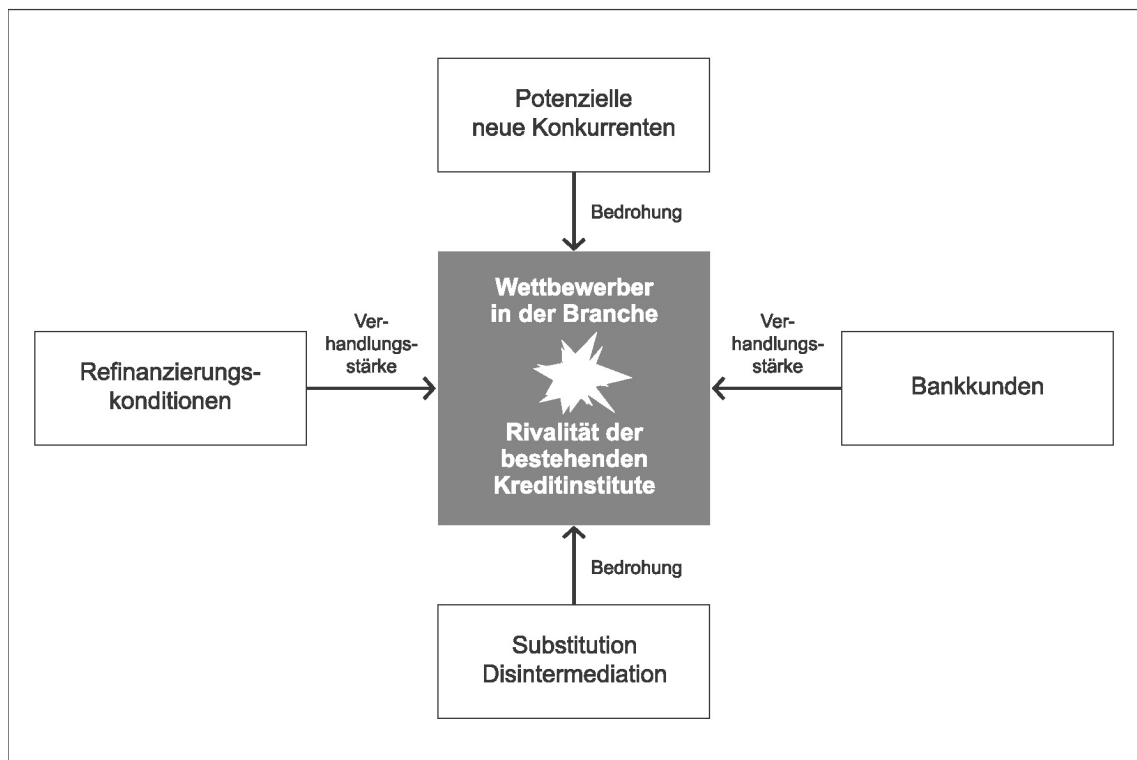 Potenzielle
neue Konkurrenten
Bedrohung
Wettbewerber
in der Branche
Ver-
handlungs-
stärke
Refinanzierungs-
konditionen
Ver-
handlungs-
stärke
Bankkunden
Rivalität der
bestehenden
Kreditinstitute
Bedrohung
Substitution
Disintermediation